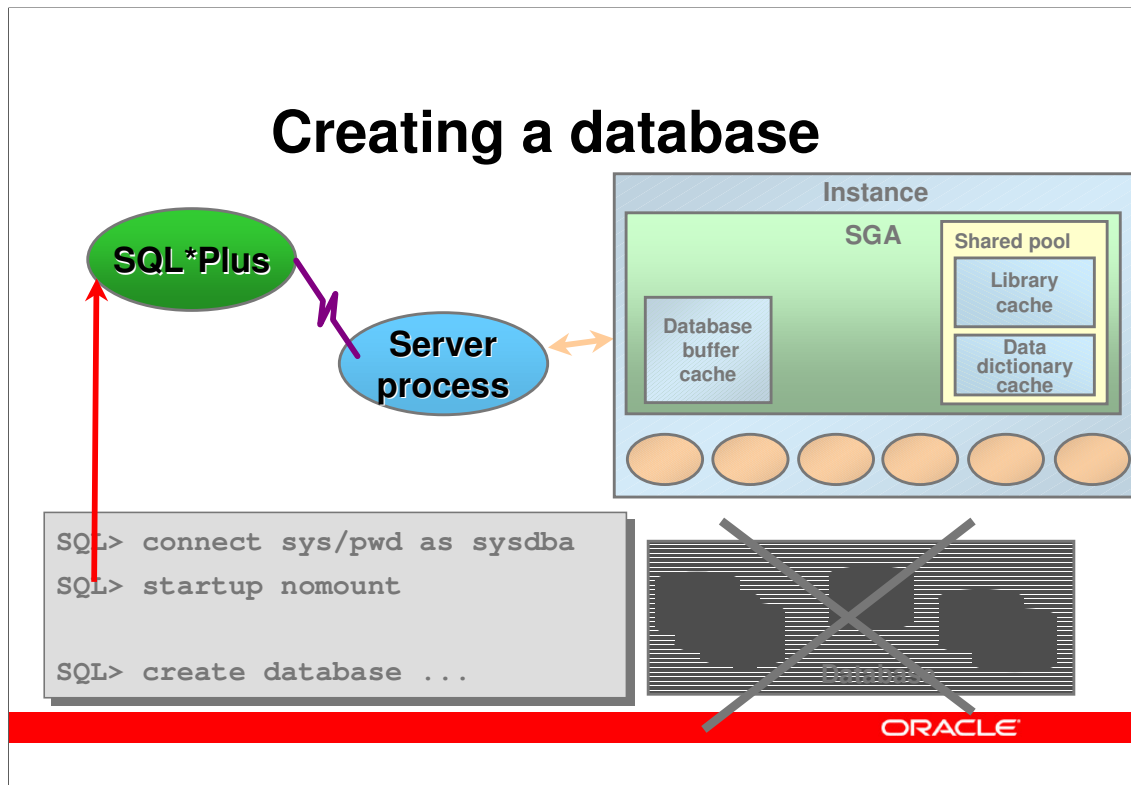 Creating a database
SQL*Plus
Server
process
Instance
SGA
Shared pool
Library
cache
Data
dictionary
cache
Database
buffer
cache
SQL> connect sys/pwd as sysdba
SQL> startup nomount
SQL> create database ...
Database
ORACLE